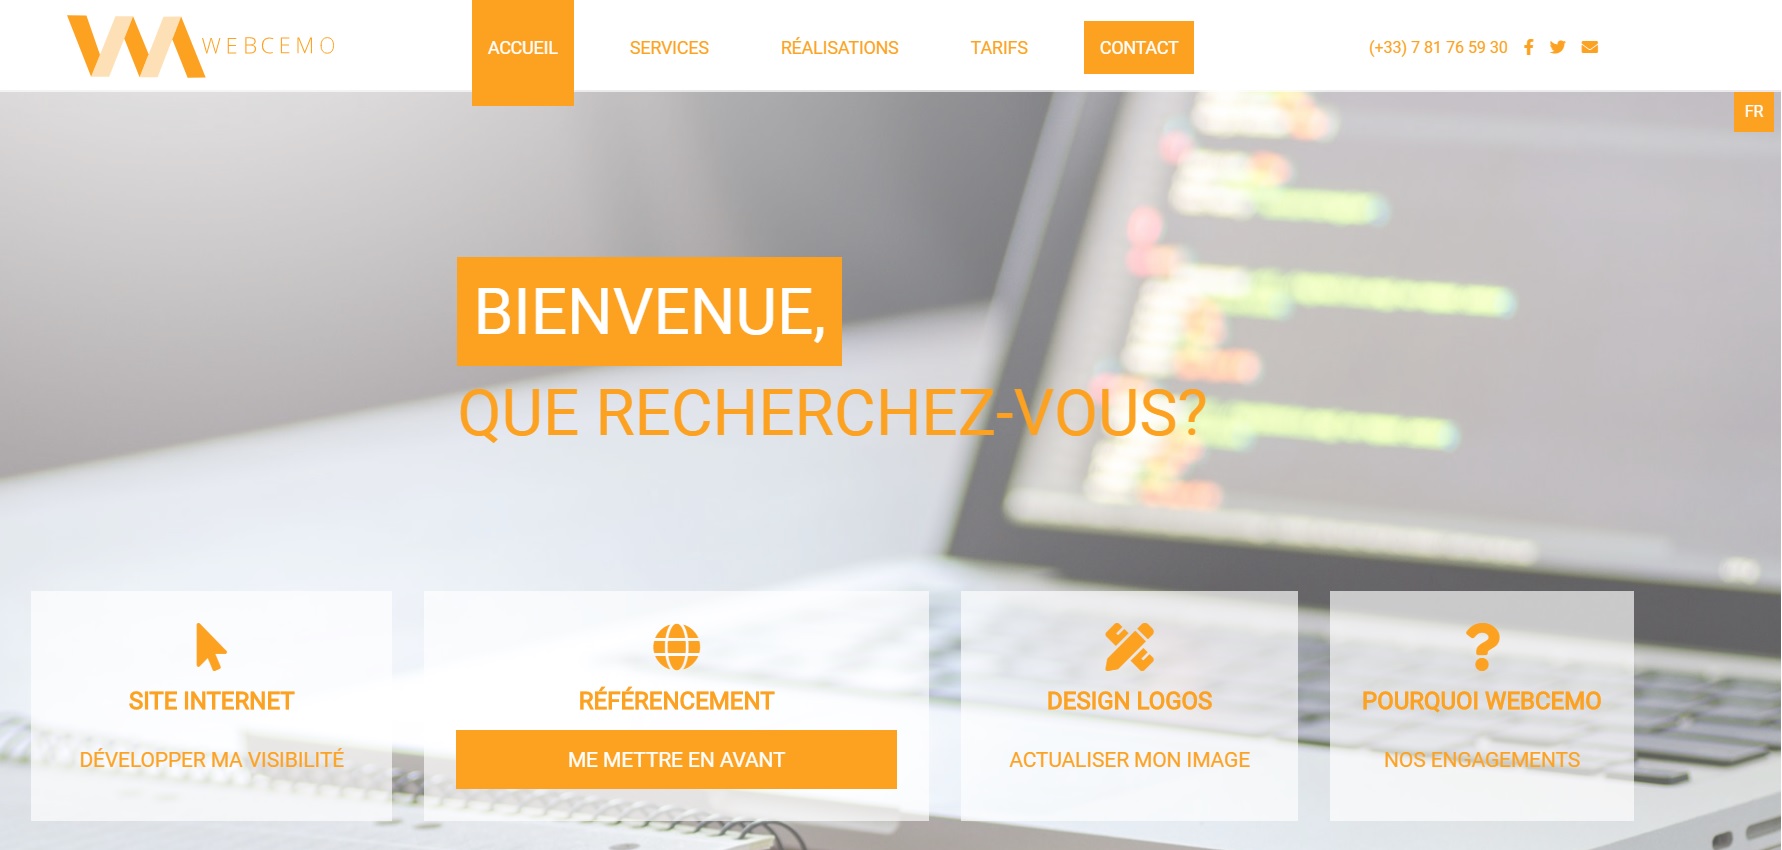 WEBCEMO
ACCUEIL
SERVICES
RÉALISATIONS
TARIFS
CONTACT
(+33) 7 81 76 59 30
FR
BIENVENUE,
QUE RECHERCHEZ-VOUS?
SITE INTERNET
DÉVELOPPER MA VISIBILITÉ
RÉFÉRENCEMENT
ME METTRE EN AVANT
DESIGN LOGOS
ACTUALISER MON IMAGE
POURQUOI WEBCEMO
NOS ENGAGEMENTS